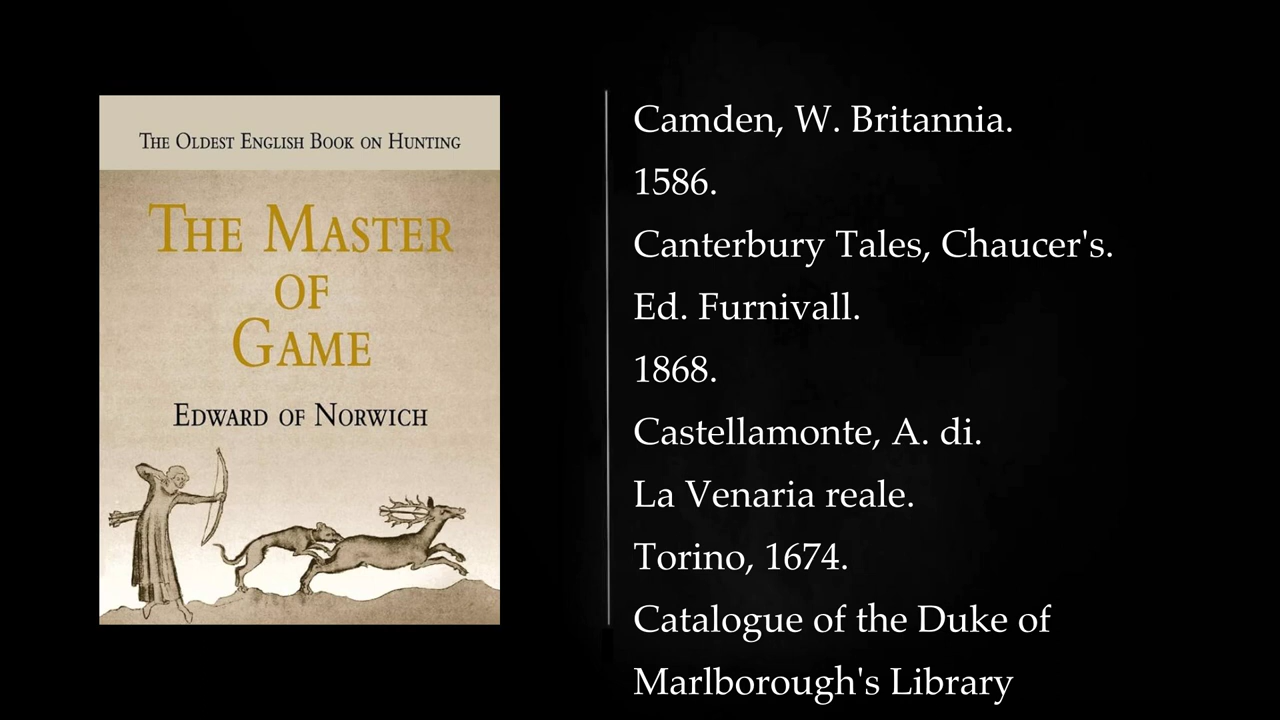 The Oldest English Book on Hunting
The Master
of
Game
Edward of Norwich
Camden, W. Britannia.
1586.
Canterbury Tales, Chaucer's.
Ed. Furnivall.
1868.
Castellamonte, A. di.
La Venaria reale.
Torino, 1674.
Catalogue of the Duke of
Marlborough's Library